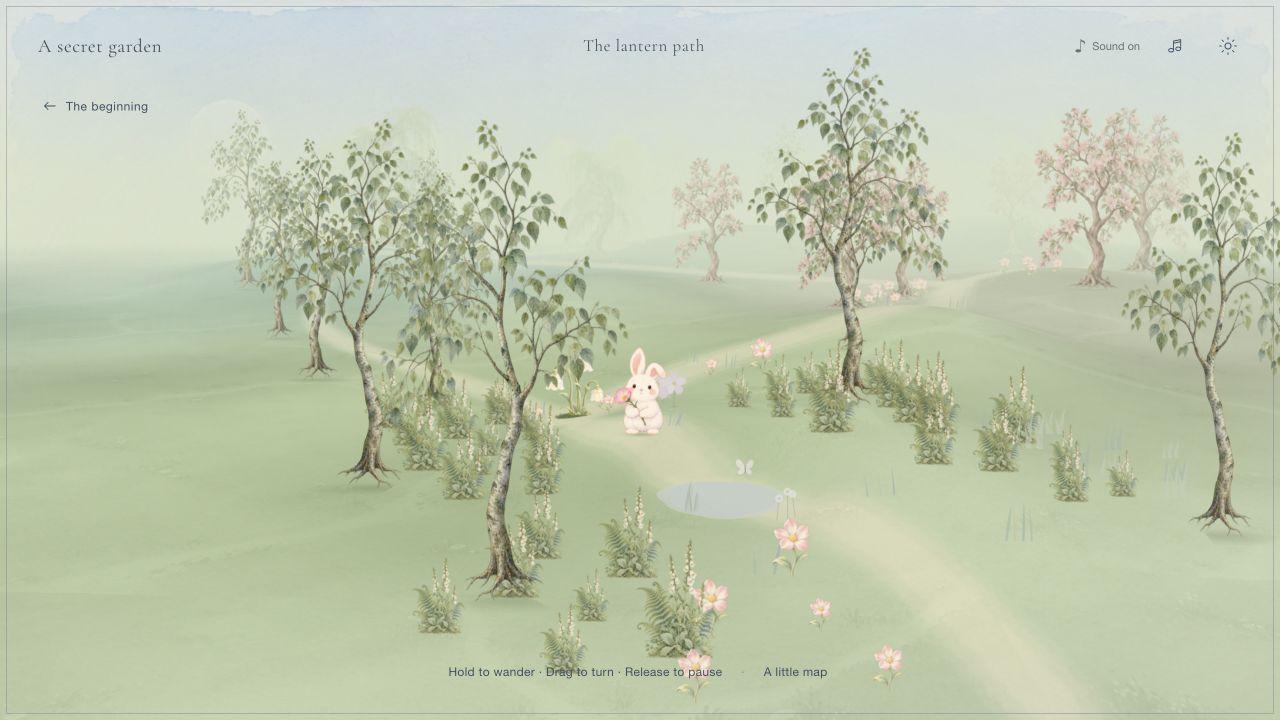 A secret garden
The lantern path
Sound on
The beginning
Hold to wander · Drag to turn · Release to pause · A little map